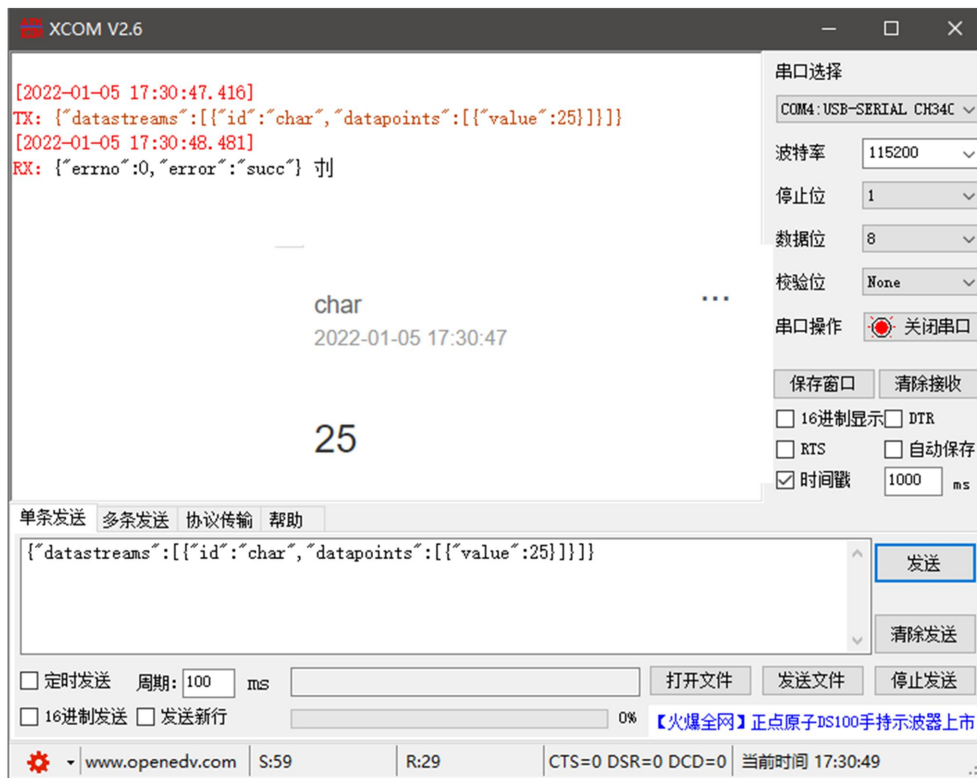 XCOM V2.6
[2022-01-05 17:30:47.416]
TX: {"datastreams":[{"id":"char","datapoints":[{"value":25}]}]}
[2022-01-05 17:30:48.481]
RX: {"errno":0,"error":"succ"}
char
2022-01-05 17:30:47
25
串口选择
COM4:USB-SERIAL CH34C
波特率 115200
停止位 1
数据位 8
校验位 None
串口操作 关闭串口
保存窗口 清除接收
16进制显示 DTR
RTS 自动保存
时间戳 1000 ms
单条发送 多条发送 协议传输 帮助
{"datastreams":[{"id":"char","datapoints":[{"value":25}]}]}
发送
清除发送
定时发送 周期: 100 ms 打开文件 发送文件 停止发送
16进制发送 发送新行 0% 【火爆全网】正点原子DS100手持示波器上市
www.openedv.com S:59 R:29 CTS=0 DSR=0 DCD=0 当前时间 17:30:49